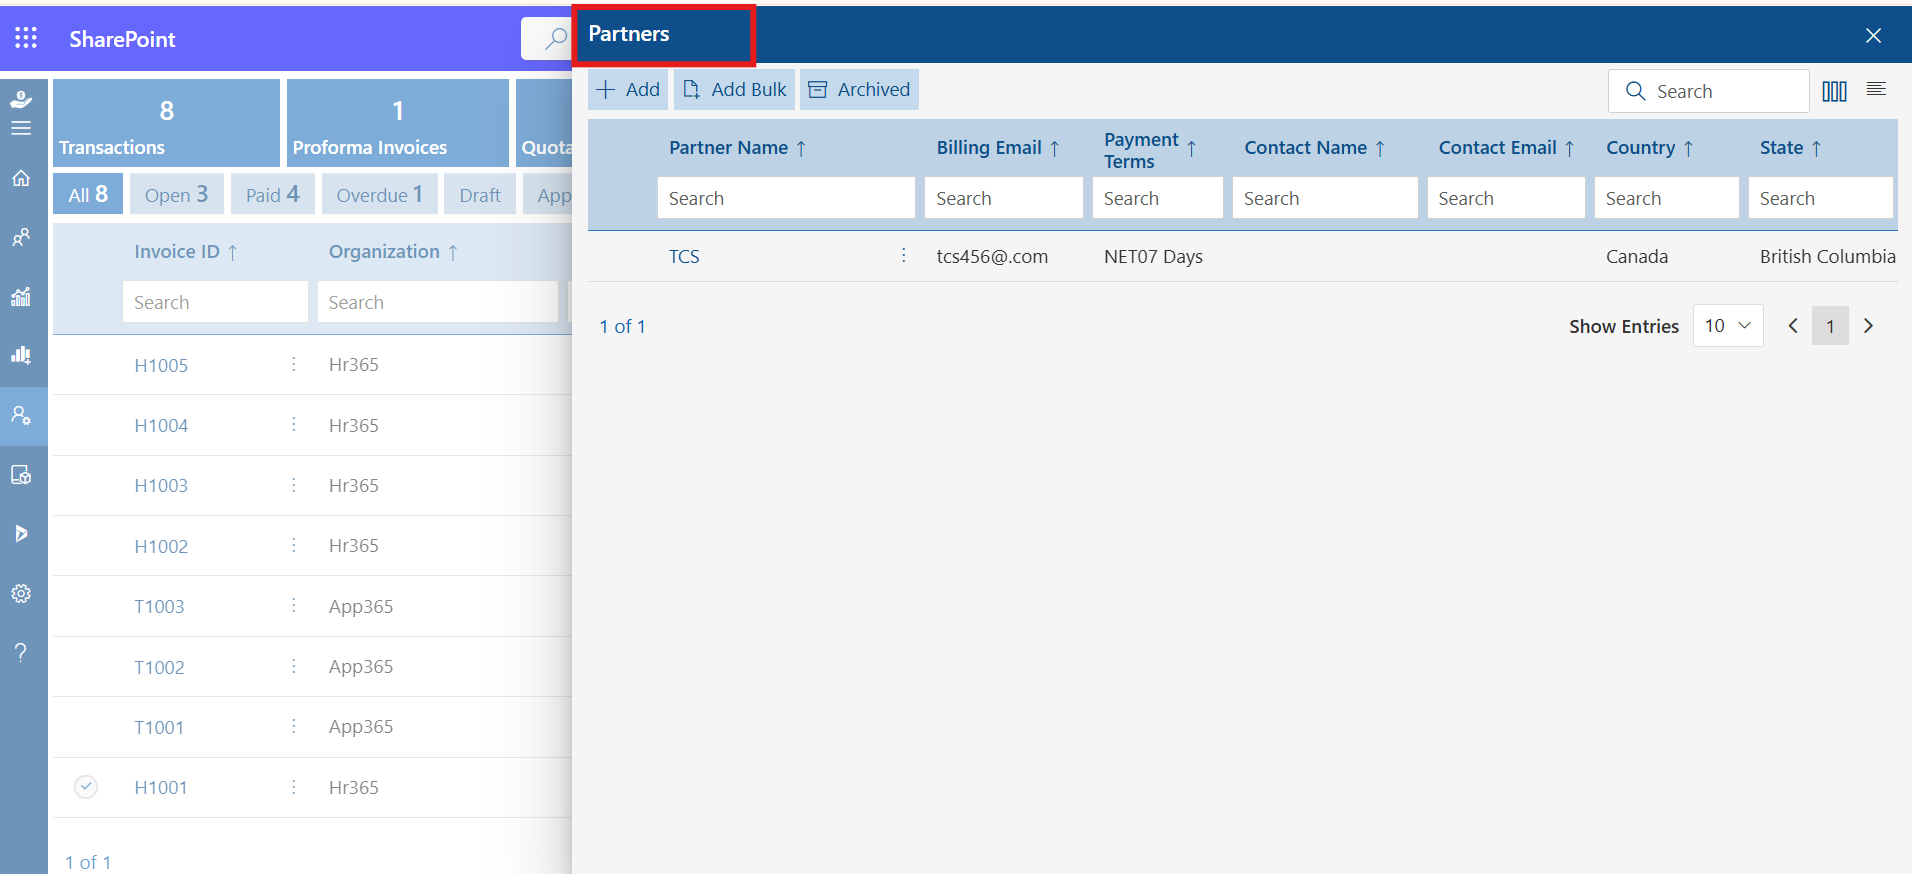 SharePoint
8
Transactions
1
Proforma Invoices
Quota
All 8
Open 3
Paid 4
Overdue 1
Draft
App
Invoice ID ↑
Organization ↑
Search
Search
H1005
Hr365
H1004
Hr365
H1003
Hr365
H1002
Hr365
T1003
App365
T1002
App365
T1001
App365
H1001
Hr365
1 of 1
Partners
Add
Add Bulk
Archived
Search
Partner Name ↑
Billing Email ↑
Payment
Terms ↑
Contact Name ↑
Contact Email ↑
Country ↑
State ↑
Search
Search
Search
Search
Search
Search
Search
TCS
tcs456@.com
NET07 Days
Canada
British Columbia
1 of 1
Show Entries
10
1